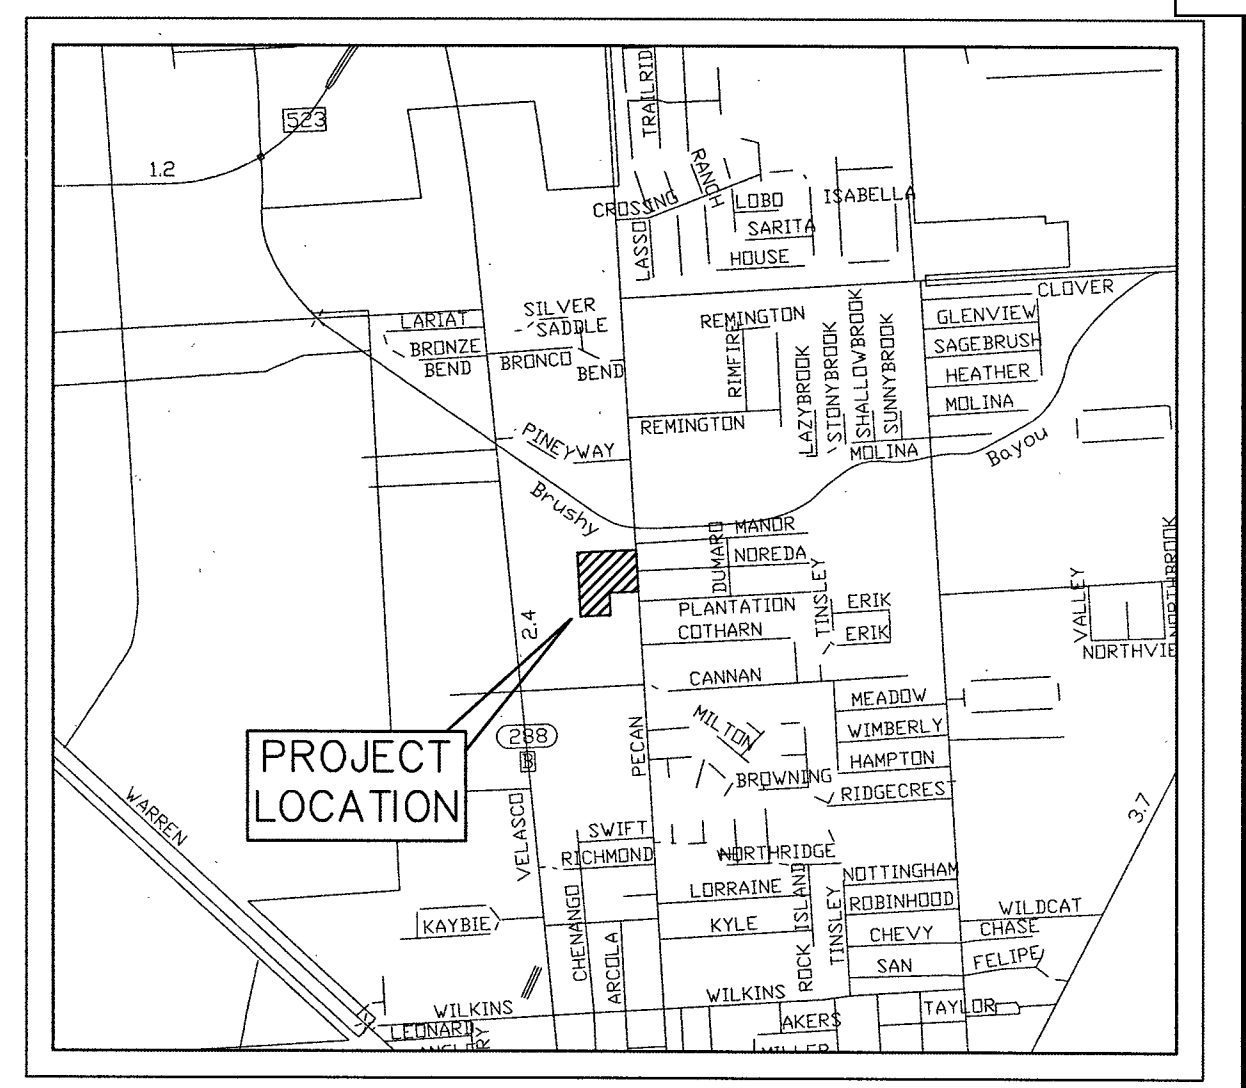 TRAILRID
523
1.2
RANCH
CROSSING
LOBO
ISABELLA
LASSO
SARITA
HOUSE
CLOVER
SILVER
SADDLE
LARIAT
REMINGTON
GLENVIEW
BRONZE
BEND
BRONCO
BEND
RIMFIRE
LAZYBROOK
STONYBROOK
SHALLOWBROOK
SUNNYBROOK
SAGEBRUSH
HEATHER
MOLINA
REMINGTON
PINEYWAY
MOLINA
Bayou
Brushy
MANOR
DUMARO
NOREDA
TINSLEY
PLANTATION
ERIK
COTHARN
ERIK
VALLEY
NORTHBROOK
NORTHVIE
2.4
CANNAN
MEADOW
PECAN
MILTON
WIMBERLY
288
B
HAMPTON
BROWNING
RIDGECRES
PROJECT
LOCATION
WARREN
3.7
VELASCO
SWIFT
RICHMOND
NORTHRIDGE
NOTTINGHAM
LORRAINE
ROCK ISLAND
TINSLEY
ROBINHOOD
WILDCAT
KAYBIE
CHENANGO
ARCOLA
KYLE
CHEVY
CHASE
SAN
FELIPE
WILKINS
WILKINS
TAYLOR
LEONARD
AKERS
MILLER